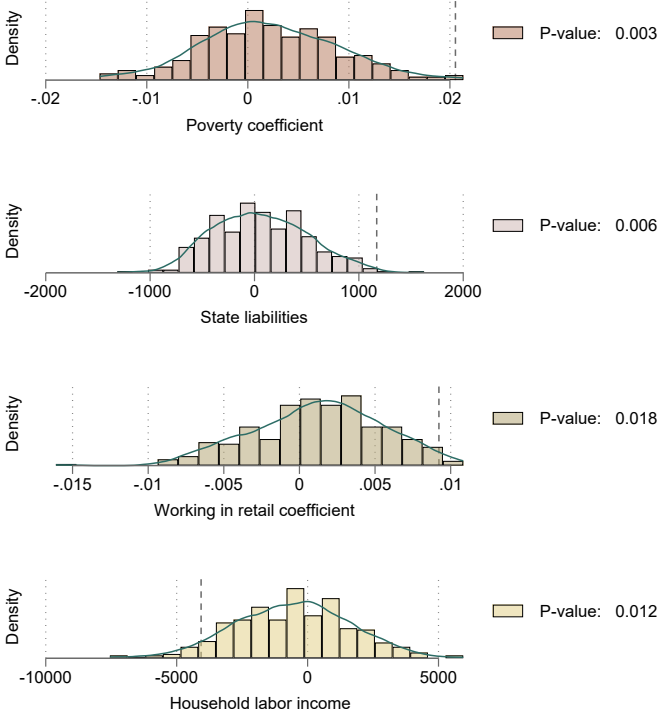 Density
P-value: 0.003
-.02 -.01 0 .01 .02
Poverty coefficient
Density
P-value: 0.006
-2000 -1000 0 1000 2000
State liabilities
Density
P-value: 0.018
-.015 -.01 -.005 0 .005 .01
Working in retail coefficient
Density
P-value: 0.012
-10000 -5000 0 5000
Household labor income